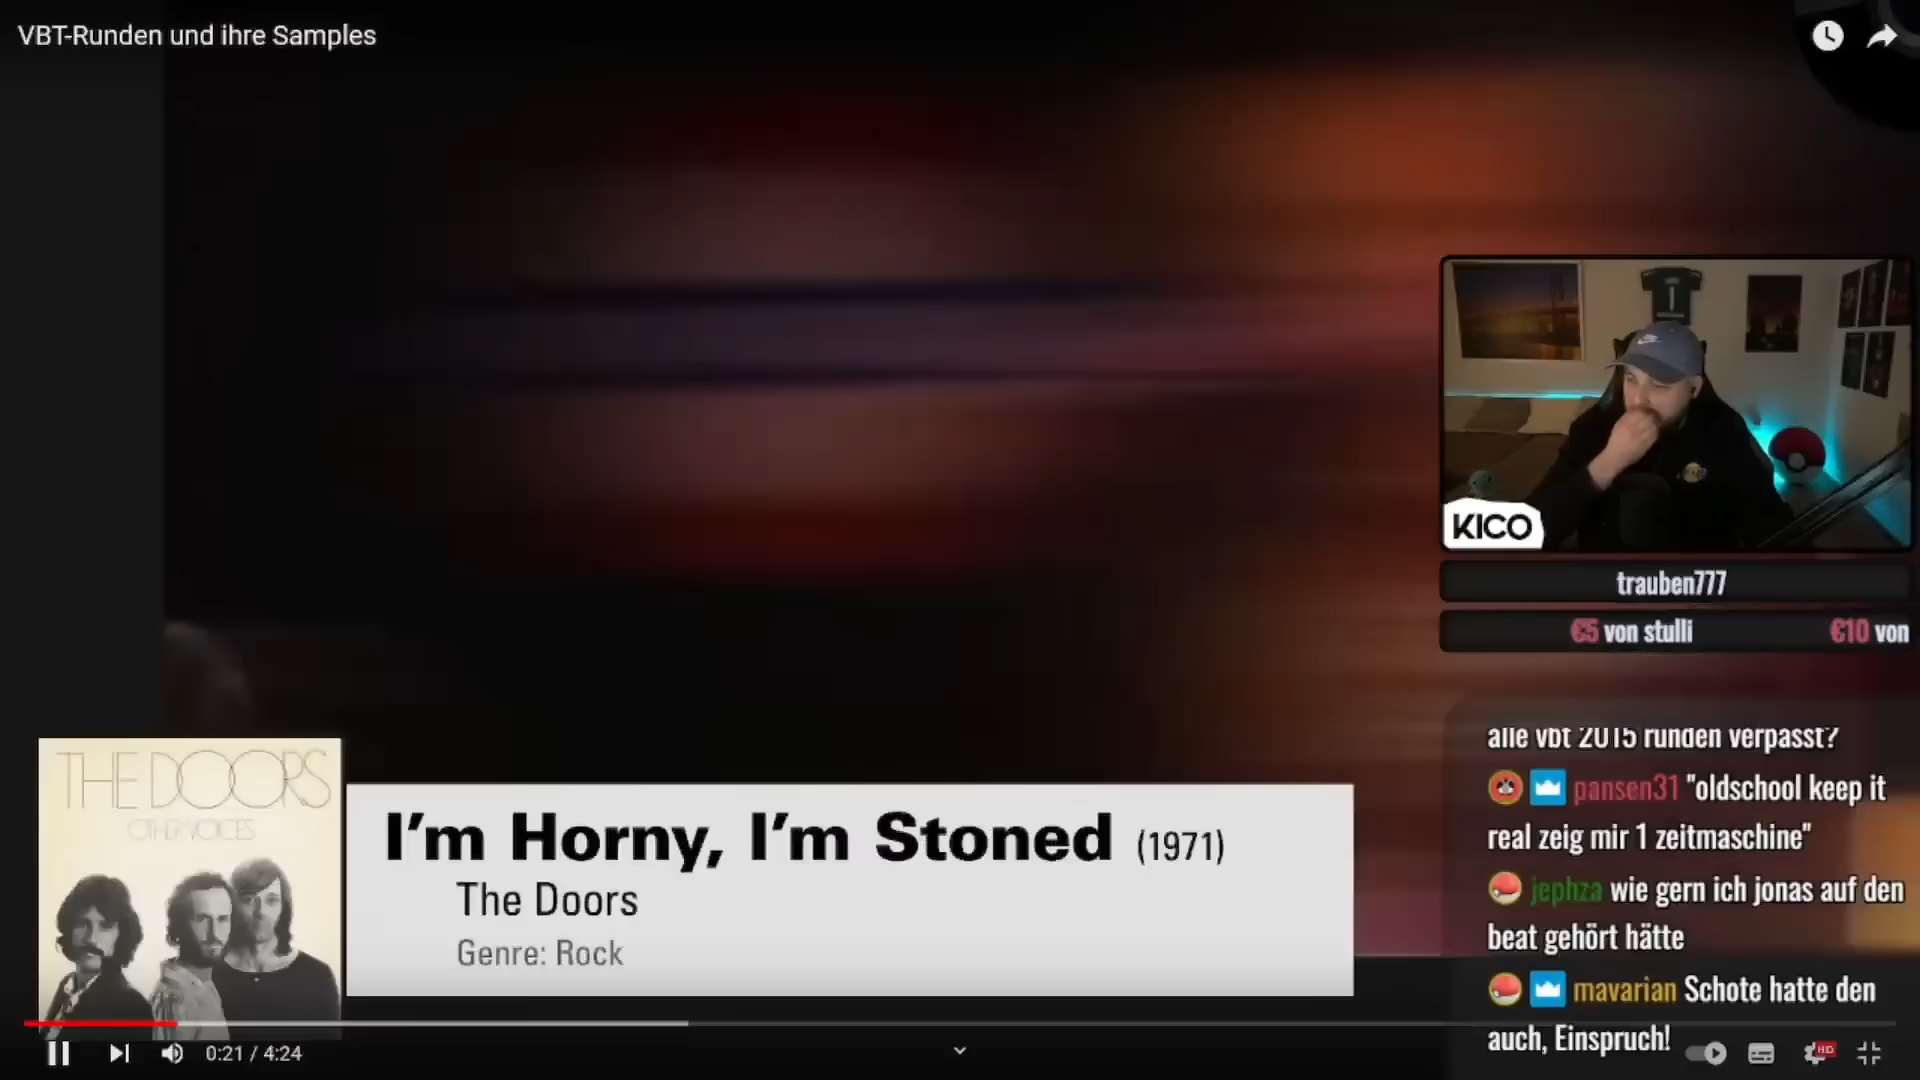 VBT-Runden und ihre Samples
KICO
trauben777
€5 von stulli €10 von
alle vbt 2015 runden verpasst?
pansen31 "oldschool keep it
real zeig mir 1 zeitmaschine"
jephza wie gern ich jonas auf den
beat gehört hätte
mavarian Schote hatte den
auch, Einspruch!
THE DOORS
OTHER VOICES
I'm Horny, I'm Stoned (1971)
The Doors
Genre: Rock
0:21 / 4:24
HD